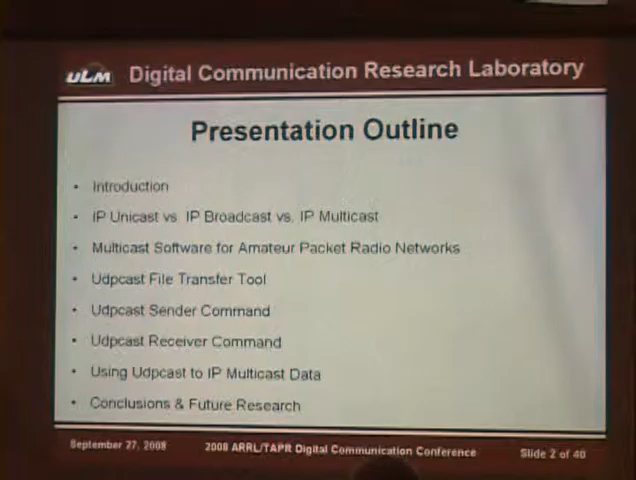 ULM Digital Communication Research Laboratory
Presentation Outline
• Introduction
• IP Unicast vs IP Broadcast vs. IP Multicast
• Multicast Software for Amateur Packet Radio Networks
• Udpcast File Transfer Tool
• Udpcast Sender Command
• Udpcast Receiver Command
• Using Udpcast to IP Multicast Data
• Conclusions & Future Research
September 27, 2008 2008 ARRL/TAPR Digital Communication Conference Slide 2 of 40